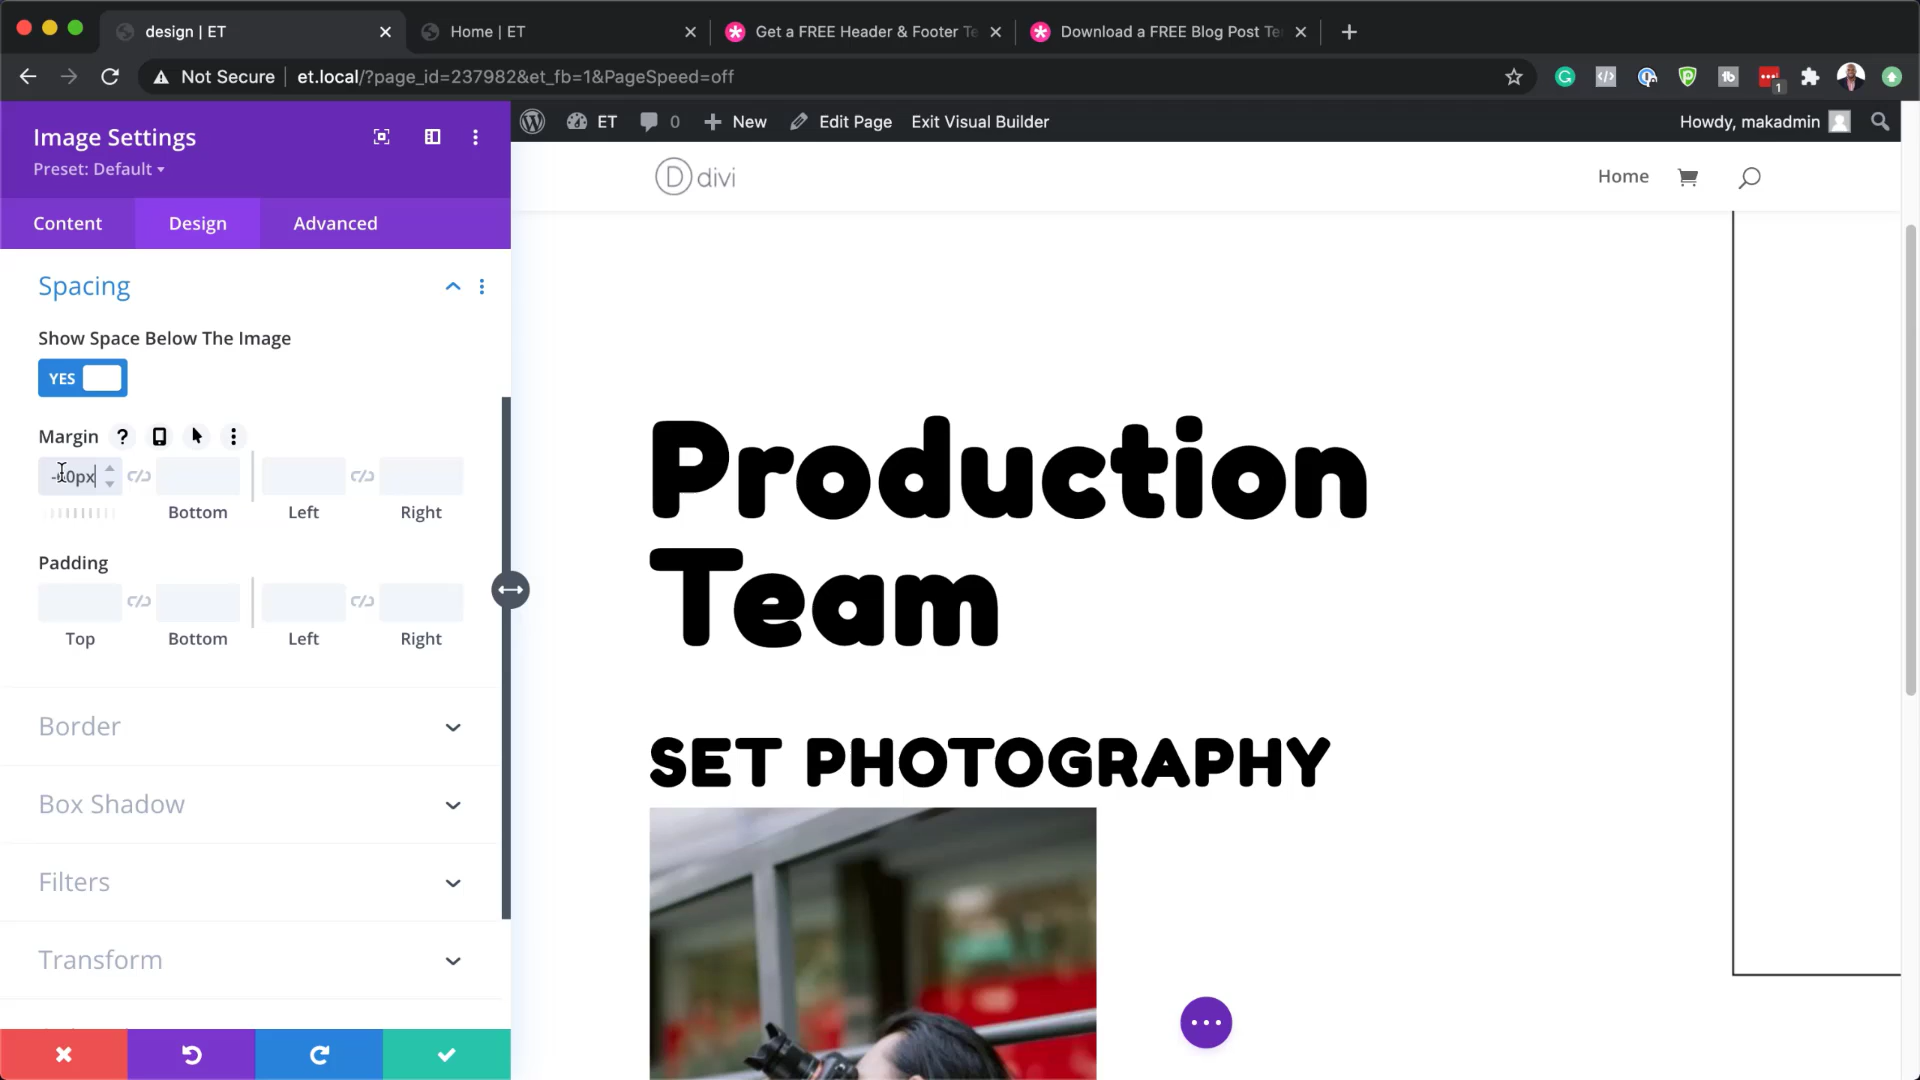 design | ET
Home | ET
Get a FREE Header & Footer Te
Download a FREE Blog Post Te
Not Secure
et.local/?page_id=237982&et_fb=1&PageSpeed=off
1
ET
0
New
Edit Page
Exit Visual Builder
Howdy, makadmin
Image Settings
Preset: Default
Content
Design
Advanced
divi
Home
Spacing
Show Space Below The Image
YES
Margin
Bottom
Left
Right
Padding
Top
Bottom
Left
Right
Border
Box Shadow
Filters
Transform
Production
Team
SET PHOTOGRAPHY